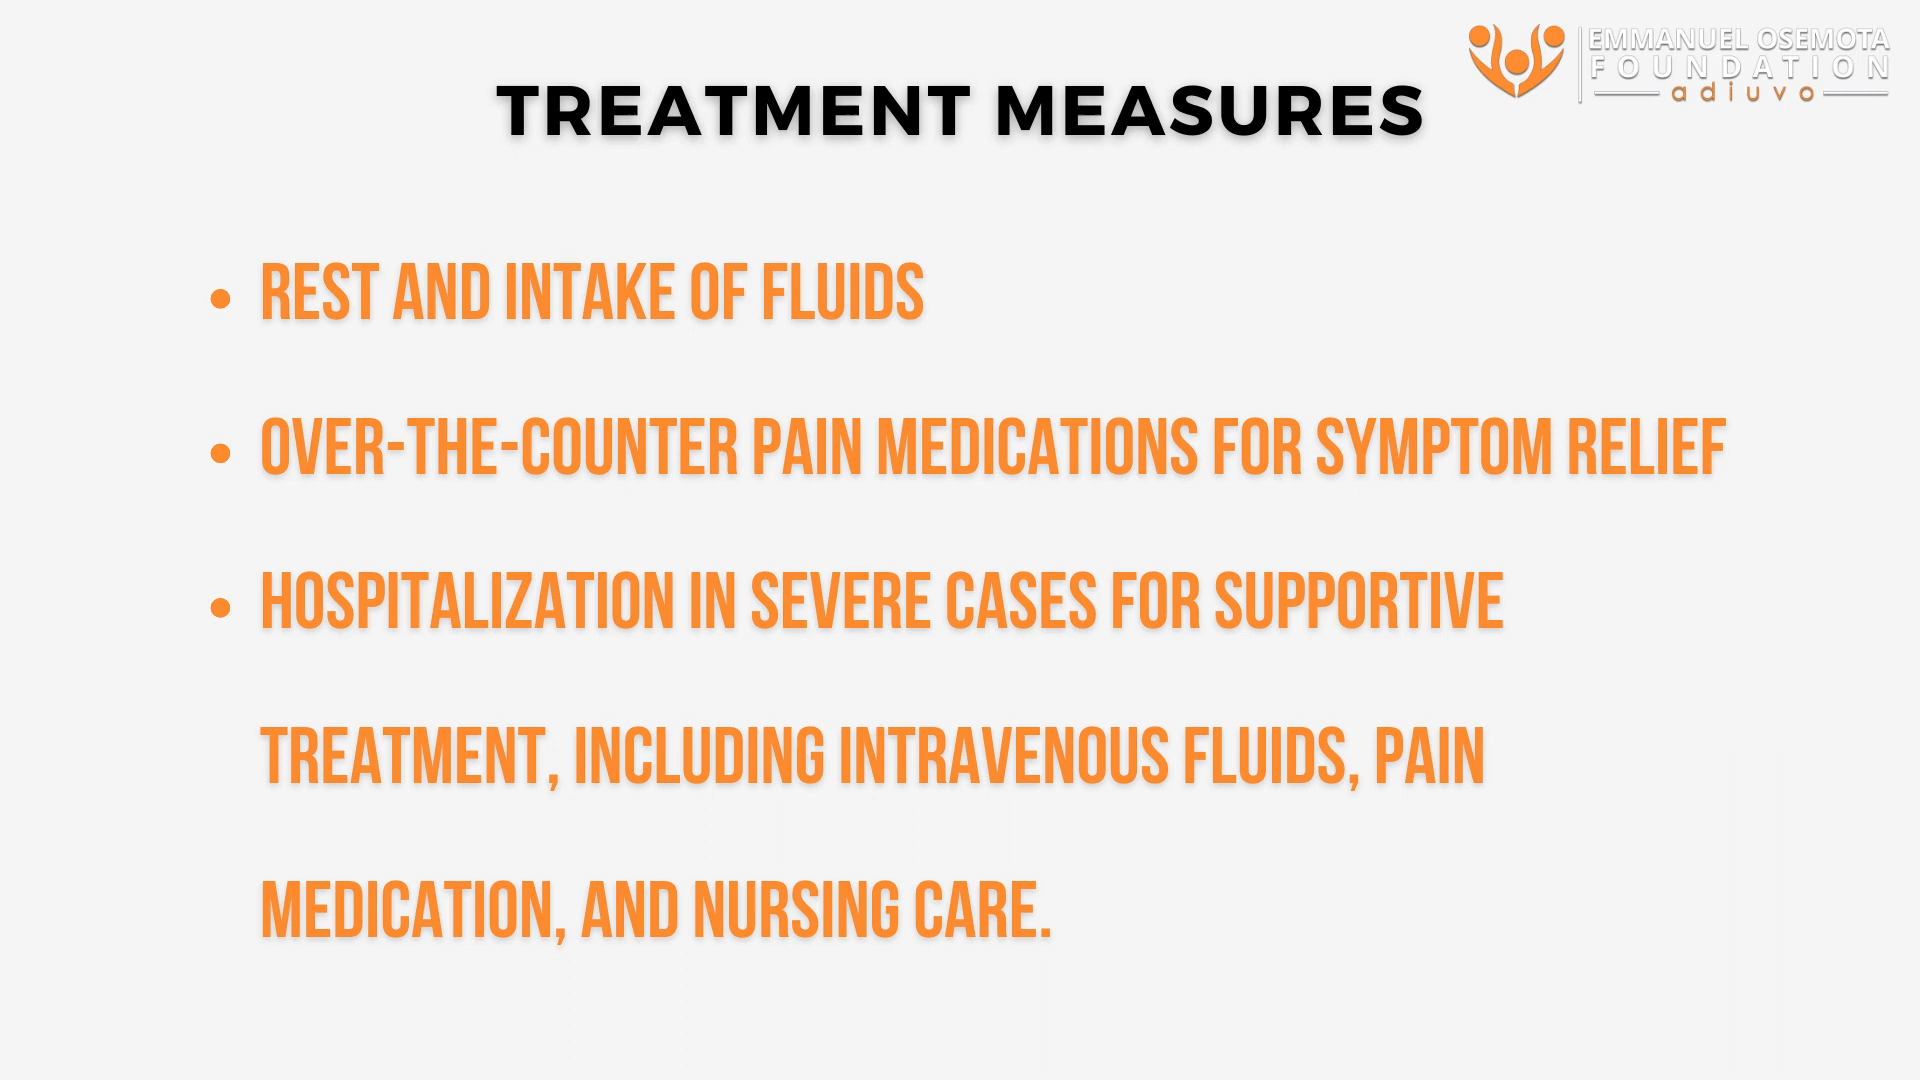 EMMANUEL OSEMOTA
FOUNDATION
adiuvo
TREATMENT MEASURES
• REST AND INTAKE OF FLUIDS
• OVER-THE-COUNTER PAIN MEDICATIONS FOR SYMPTOM RELIEF
• HOSPITALIZATION IN SEVERE CASES FOR SUPPORTIVE
TREATMENT, INCLUDING INTRAVENOUS FLUIDS, PAIN
MEDICATION, AND NURSING CARE.